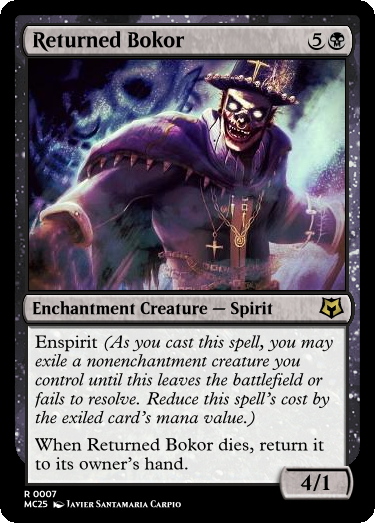 Returned Bokor 5
Enchantment Creature — Spirit
Enspirit (As you cast this spell, you may
exile a nonenchantment creature you
control until this leaves the battlefield or
fails to resolve. Reduce this spell's cost by
the exiled card's mana value.)
When Returned Bokor dies, return it
to its owner's hand.
4/1
R 0007
MC25 Javier Santamaria Carpio